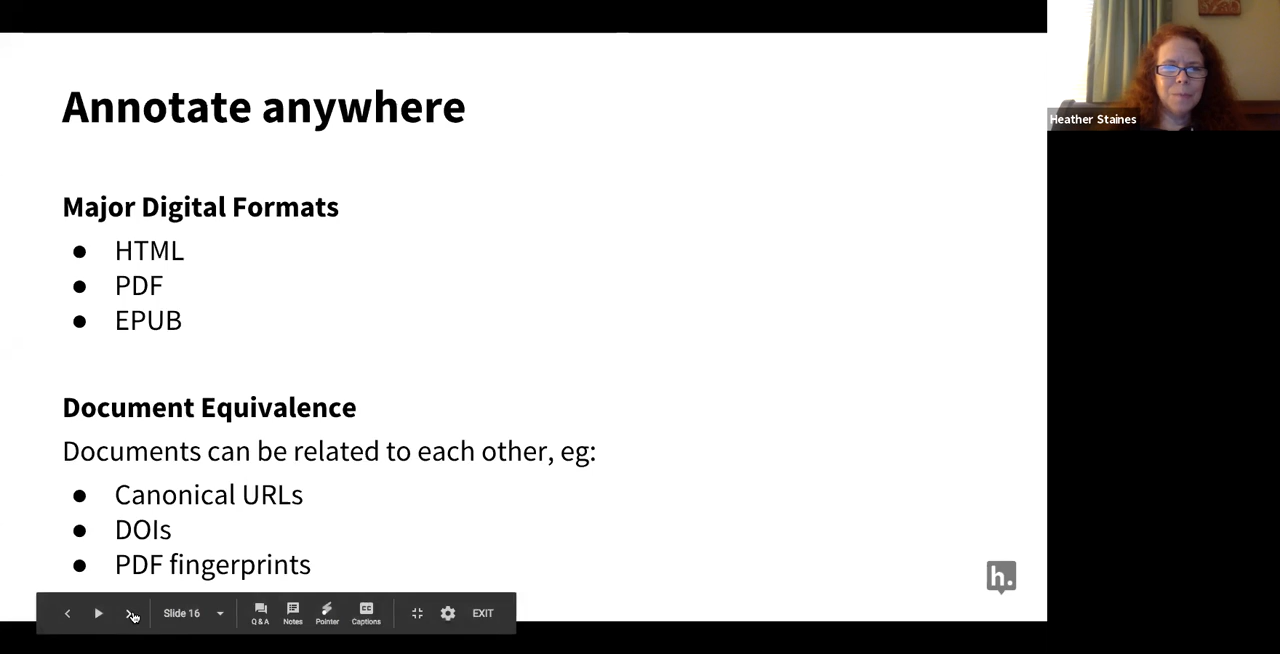 Annotate anywhere
Major Digital Formats
● HTML
● PDF
● EPUB
Document Equivalence
Documents can be related to each other, eg:
● Canonical URLs
● DOIs
● PDF fingerprints
h.
Slide 16
Q & A
Notes
Pointer
CC
Captions
EXIT
Heather Staines